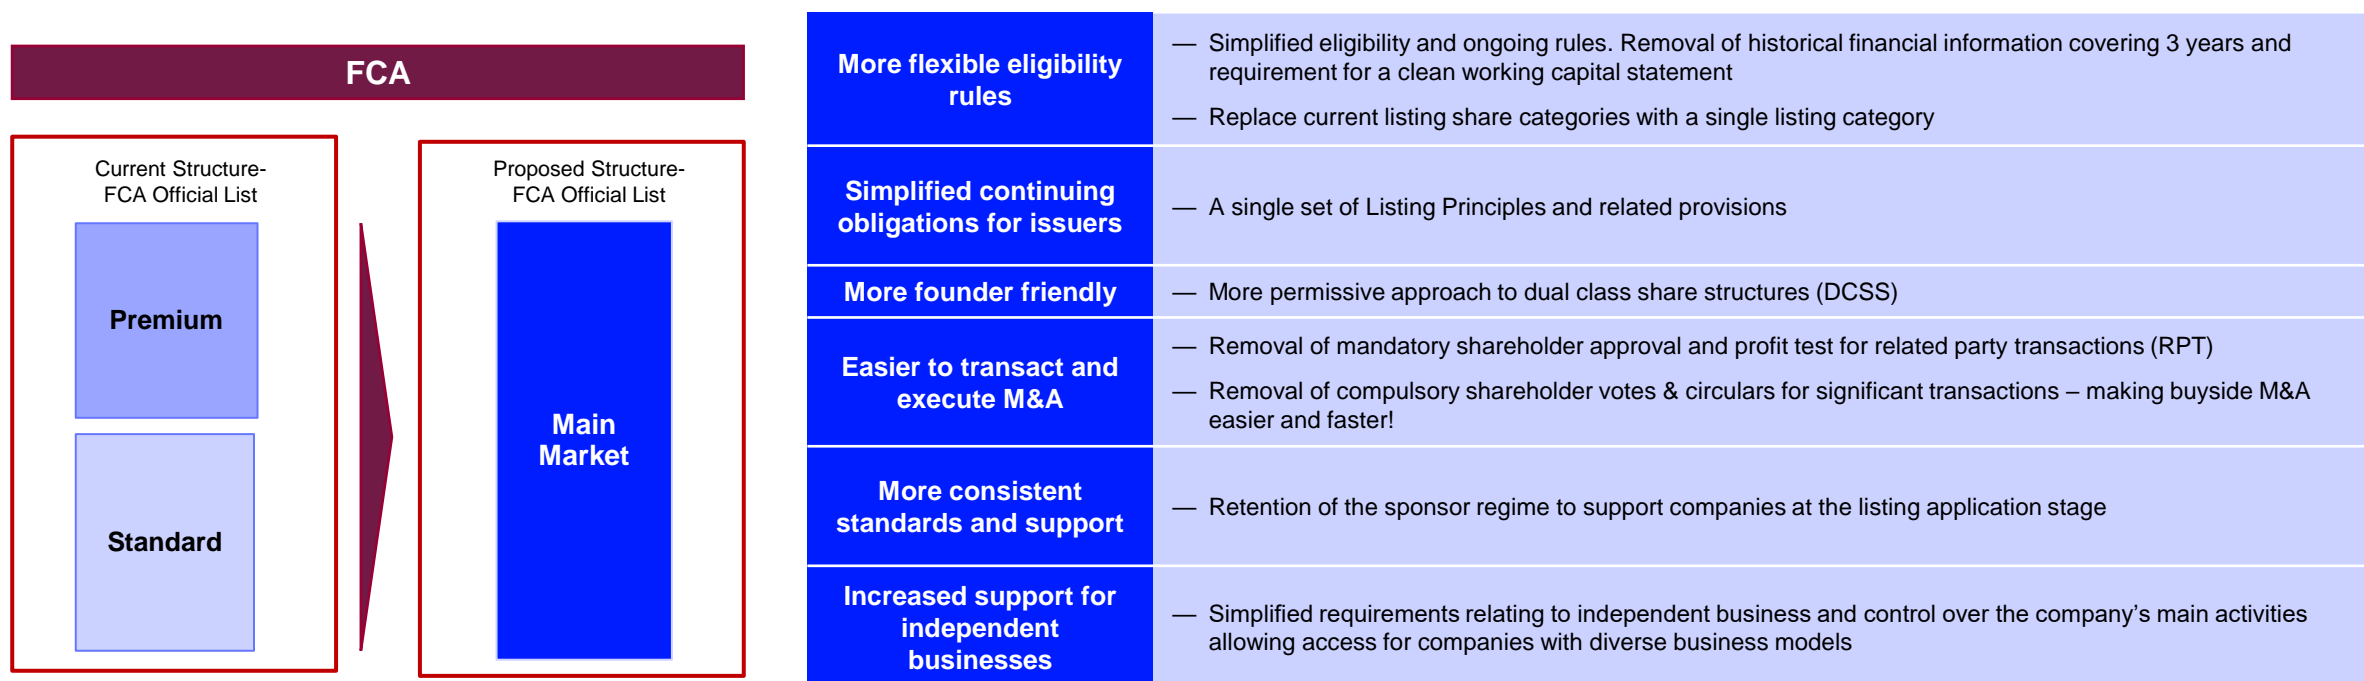 FCA
Current Structure-
FCA Official List
Premium
Standard
Proposed Structure-
FCA Official List
Main
Market
More flexible eligibility
rules
— Simplified eligibility and ongoing rules. Removal of historical financial information covering 3 years and
requirement for a clean working capital statement
— Replace current listing share categories with a single listing category
Simplified continuing
obligations for issuers
— A single set of Listing Principles and related provisions
More founder friendly
— More permissive approach to dual class share structures (DCSS)
Easier to transact and
execute M&A
— Removal of mandatory shareholder approval and profit test for related party transactions (RPT)
— Removal of compulsory shareholder votes & circulars for significant transactions – making buyside M&A
easier and faster!
More consistent
standards and support
— Retention of the sponsor regime to support companies at the listing application stage
Increased support for
independent
businesses
— Simplified requirements relating to independent business and control over the company’s main activities
allowing access for companies with diverse business models